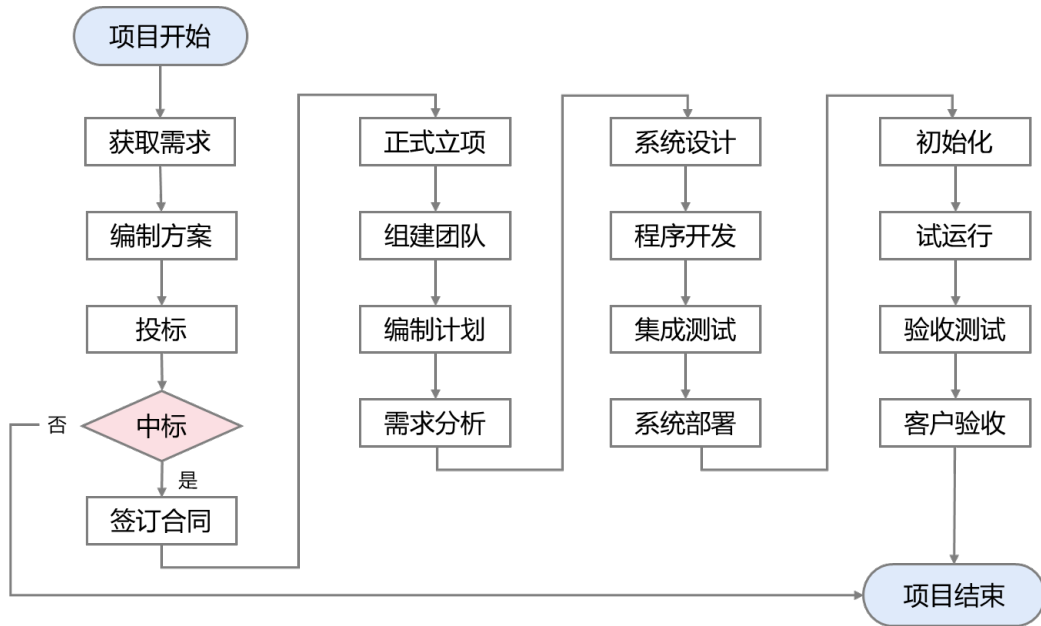 项目开始
获取需求
编制方案
投标
中标
否
是
签订合同
正式立项
组建团队
编制计划
需求分析
系统设计
程序开发
集成测试
系统部署
初始化
试运行
验收测试
客户验收
项目结束